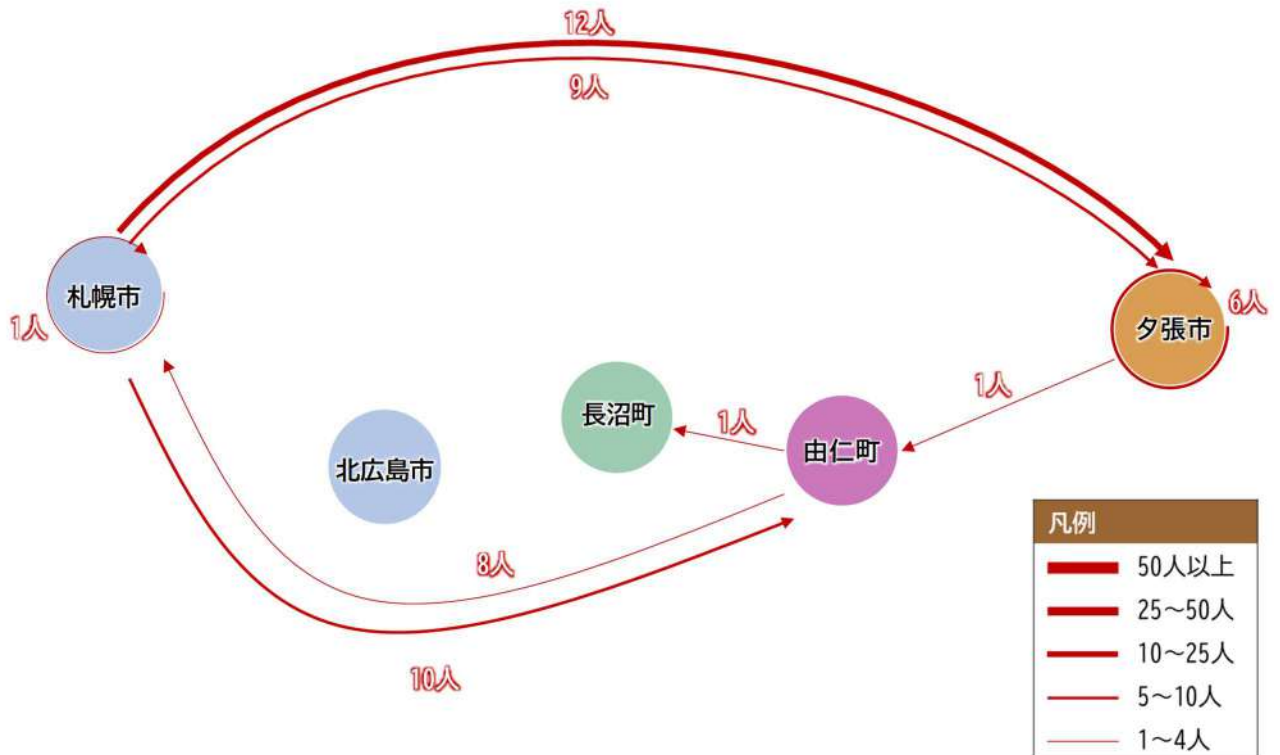 12人
9人
札幌市
1人
夕張市
6人
1人
長沼町
1人
由仁町
北広島市
8人
10人
凡例
50人以上
25～50人
10～25人
5～10人
1～4人